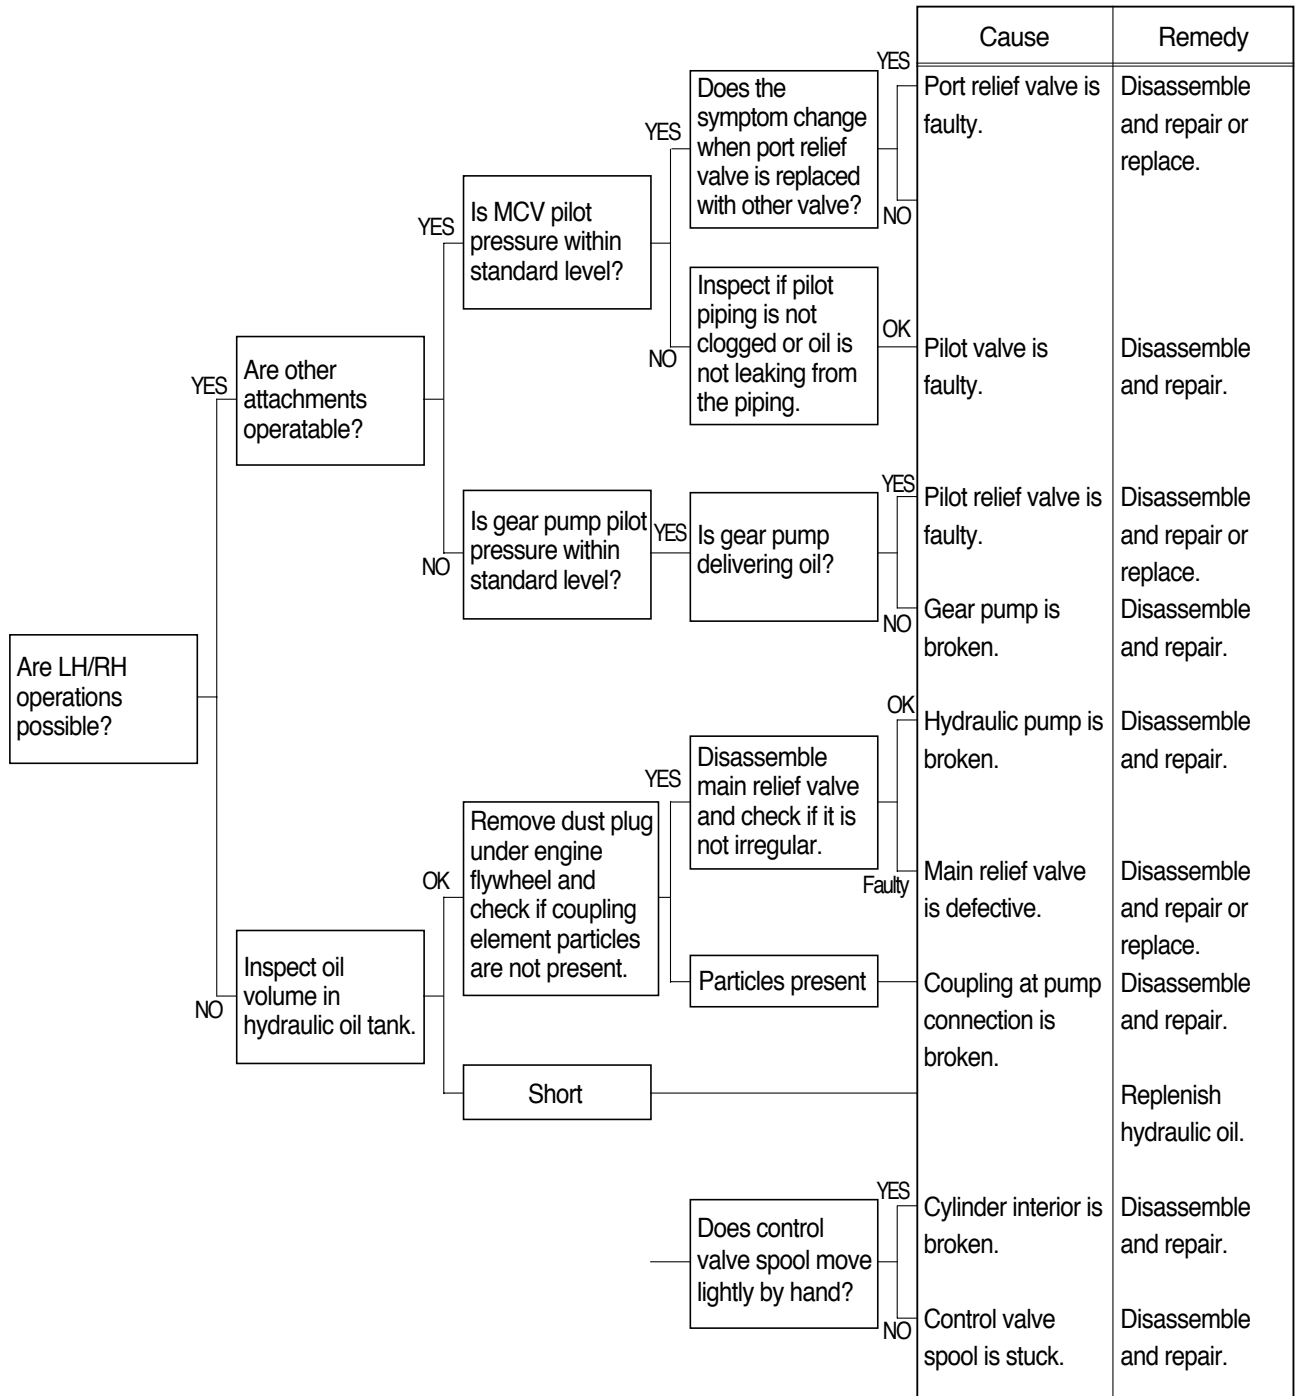 Cause
Remedy
YES
Does the
symptom change
when port relief
valve is replaced
with other valve?
Port relief valve is
faulty.
Disassemble
and repair or
replace.
YES
NO
Is MCV pilot
pressure within
standard level?
YES
Inspect if pilot
piping is not
clogged or oil is
not leaking from
the piping.
OK
NO
Pilot valve is
faulty.
Disassemble
and repair.
Are other
attachments
operatable?
YES
Is gear pump pilot
pressure within
standard level?
NO
YES
Is gear pump
delivering oil?
YES
Pilot relief valve is
faulty.
Disassemble
and repair or
replace.
NO
Gear pump is
broken.
Disassemble
and repair.
Are LH/RH
operations
possible?
OK
Hydraulic pump is
broken.
Disassemble
and repair.
Disassemble
main relief valve
and check if it is
not irregular.
YES
Remove dust plug
under engine
flywheel and
check if coupling
element particles
are not present.
OK
Faulty
Main relief valve
is defective.
Disassemble
and repair or
replace.
Inspect oil
volume in
hydraulic oil tank.
NO
Particles present
Coupling at pump
connection is
broken.
Disassemble
and repair.
Short
Replenish
hydraulic oil.
Does control
valve spool move
lightly by hand?
YES
Cylinder interior is
broken.
Disassemble
and repair.
NO
Control valve
spool is stuck.
Disassemble
and repair.